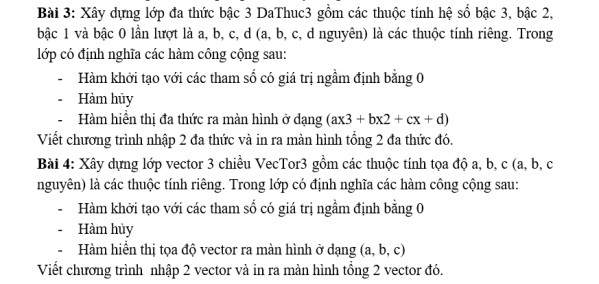 Bài 3: Xây dựng lớp đa thức bậc 3 DaThuc3 gồm các thuộc tính hệ số bậc 3, bậc 2,
bậc 1 và bậc 0 lần lượt là a, b, c, d (a, b, c, d nguyên) là các thuộc tính riêng. Trong
lớp có định nghĩa các hàm công cộng sau:
- Hàm khởi tạo với các tham số có giá trị ngầm định bằng 0
- Hàm hủy
- Hàm hiển thị đa thức ra màn hình ở dạng (ax3 + bx2 + cx + d)
Viết chương trình nhập 2 đa thức và in ra màn hình tổng 2 đa thức đó.
Bài 4: Xây dựng lớp vector 3 chiều VecTor3 gồm các thuộc tính tọa độ a, b, c (a, b, c
nguyên) là các thuộc tính riêng. Trong lớp có định nghĩa các hàm công cộng sau:
- Hàm khởi tạo với các tham số có giá trị ngầm định bằng 0
- Hàm hủy
- Hàm hiển thị tọa độ vector ra màn hình ở dạng (a, b, c)
Viết chương trình nhập 2 vector và in ra màn hình tổng 2 vector đó.